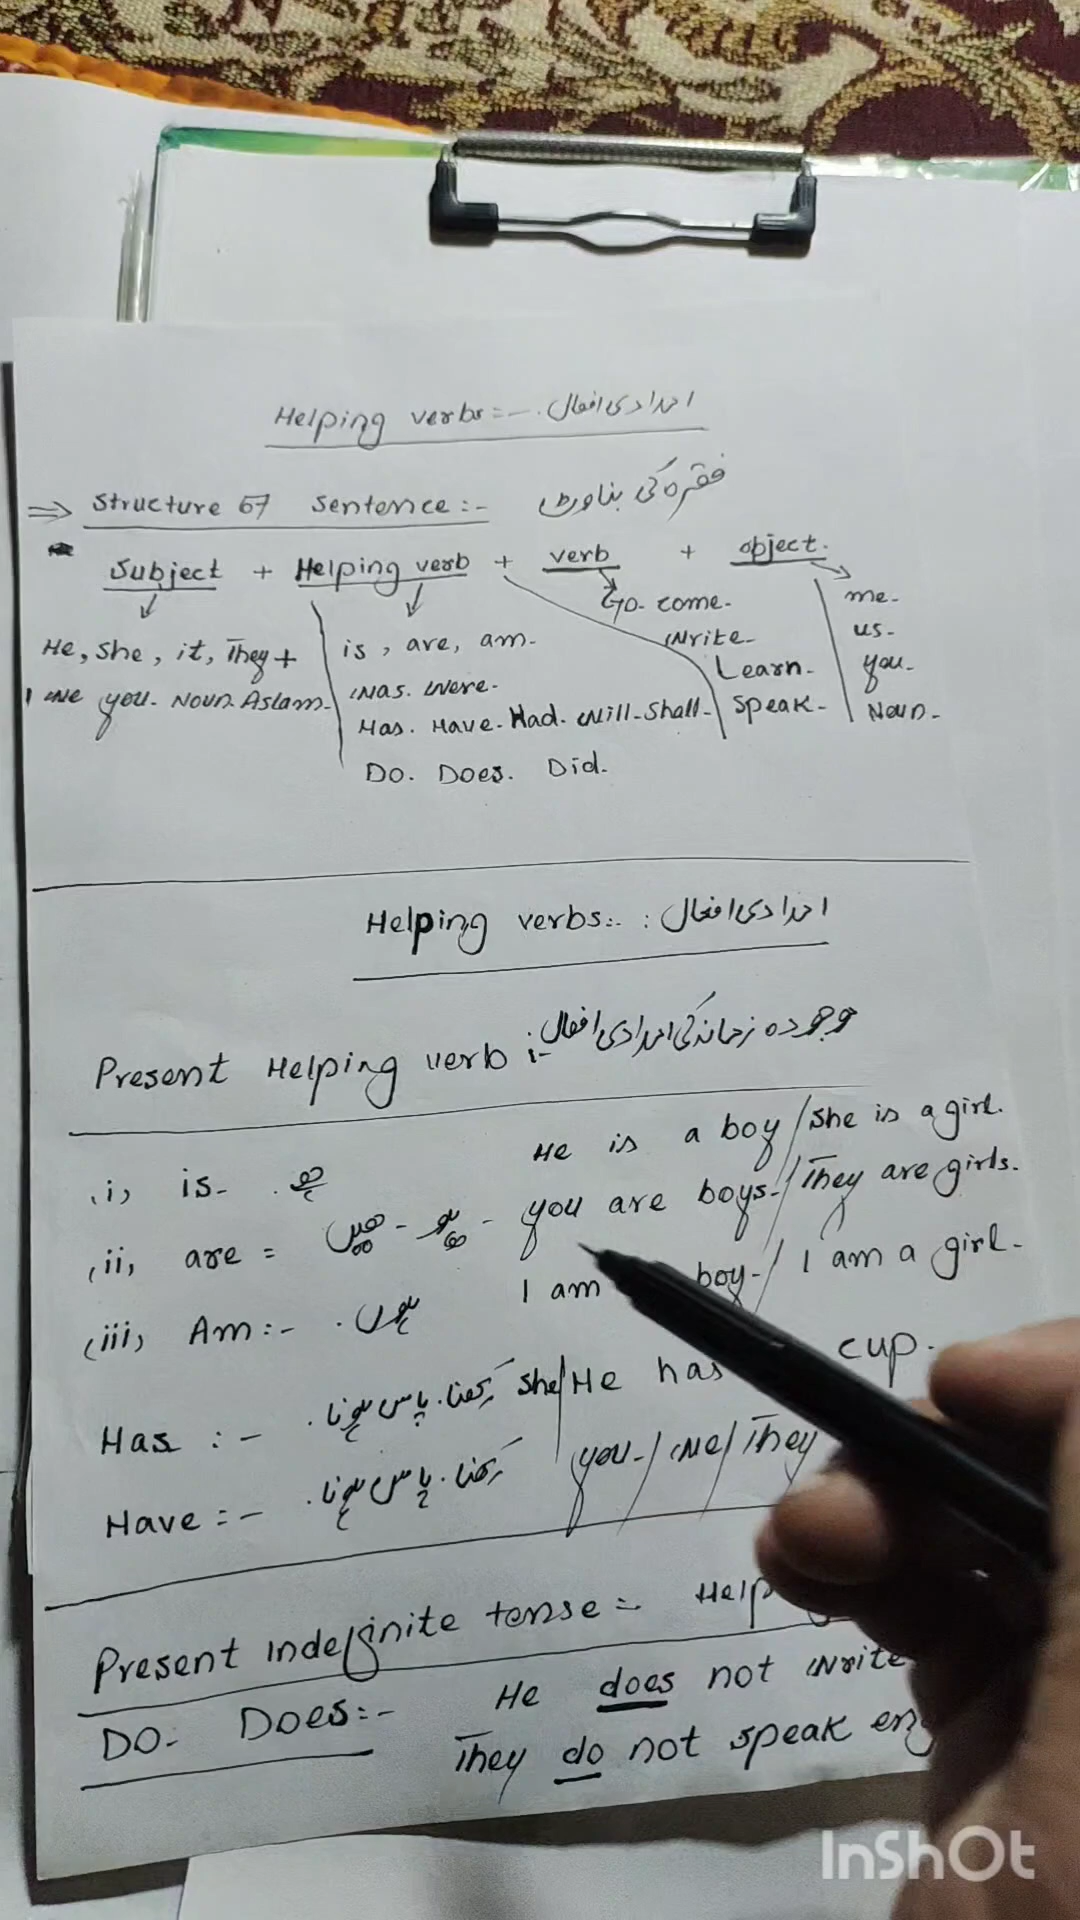 Helping verbs:- امدادی افعال
⇒ Structure of Sentence:- فقرہ کی بناوٹ
Subject + Helping verb + verb + object.
He, she, it, They + is, are, am. Go. come. me.
I we you. Noun. Aslam. was. were. write. us.
Has. Have. Had. Will. Shall. Learn. you.
Do. Does. Did. Speak. Noun.
Helping verbs:- امدادی افعال
Present Helping verb :- موجودہ زمانہ کی امدادی افعال
(i) is - ہے He is a boy / She is a girl.
(ii) are = ہیں - ہو - you are boys. / They are girls.
(iii) Am :- ہوں. I am boy. / I am a girl.
Has :- رکھنا. پاس ہونا. She/He has cup.
Have :- رکھنا. پاس ہونا. you / we / They
Present indefinite tense = Help
DO. Does:- He does not write
They do not speak eng
InShOt